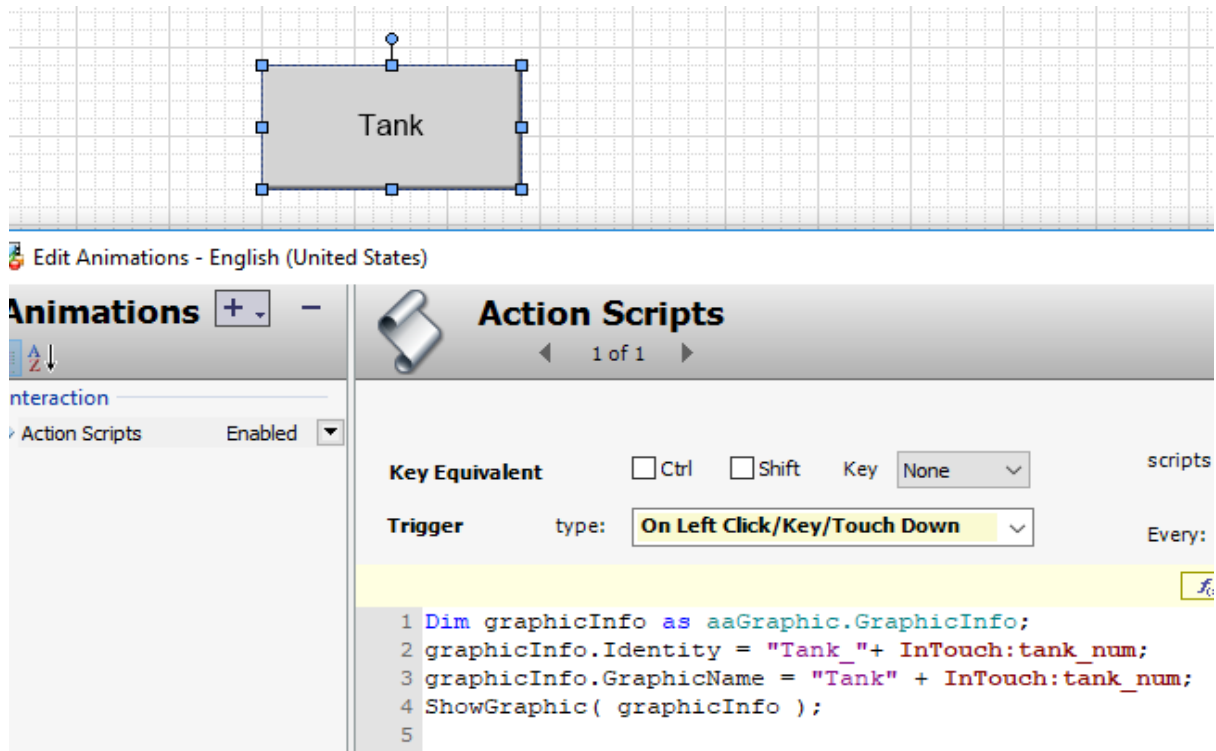 Tank
Edit Animations - English (United States)
Animations + -
A Z
nteraction
Action Scripts Enabled
Action Scripts
1 of 1
Key Equivalent Ctrl Shift Key None scripts
Trigger type: On Left Click/Key/Touch Down Every:
1 Dim graphicInfo as aaGraphic.GraphicInfo;
2 graphicInfo.Identity = "Tank_"+ InTouch:tank_num;
3 graphicInfo.GraphicName = "Tank" + InTouch:tank_num;
4 ShowGraphic( graphicInfo );
5